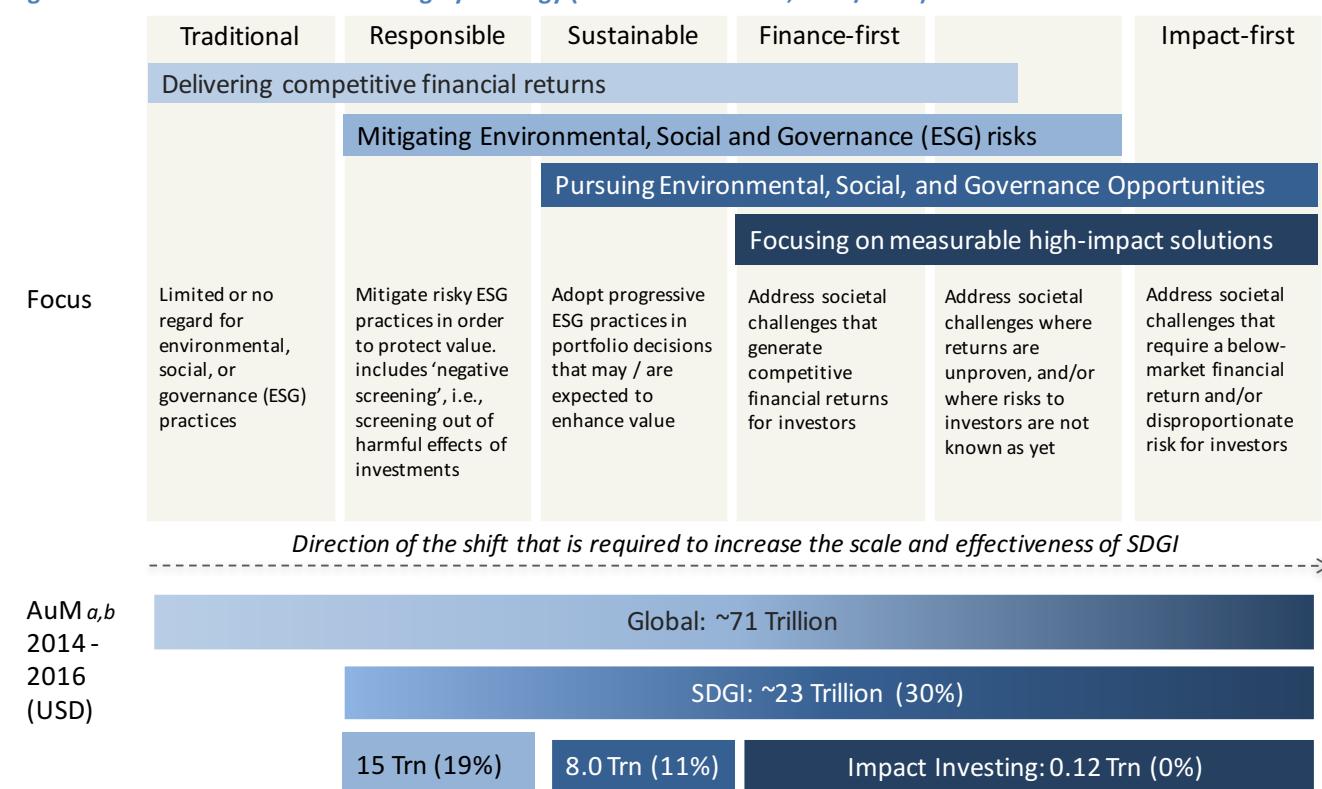 Traditional
Responsible
Sustainable
Finance-first
Impact-first
Delivering competitive financial returns
Mitigating Environmental, Social and Governance (ESG) risks
Pursuing Environmental, Social, and Governance Opportunities
Focusing on measurable high-impact solutions
Focus
Limited or no
regard for
environmental,
social, or
governance (ESG)
practices
Mitigate risky ESG
practices in order
to protect value.
includes ‘negative
screening’, i.e.,
screening out of
harmful effects of
investments
Adopt progressive
ESG practices in
portfolio decisions
that may / are
expected to
enhance value
Address societal
challenges that
generate
competitive
financial returns
for investors
Address societal
challenges where
returns are
unproven, and/or
where risks to
investors are not
known as yet
Address societal
challenges that
require a below-
market financial
return and/or
disproportionate
risk for investors
Direction of the shift that is required to increase the scale and effectiveness of SDGI
AuM a,b
2014 -
2016
(USD)
Global: ~71 Trillion
SDGI: ~23 Trillion (30%)
15 Trn (19%)
8.0 Trn (11%)
Impact Investing: 0.12 Trn (0%)